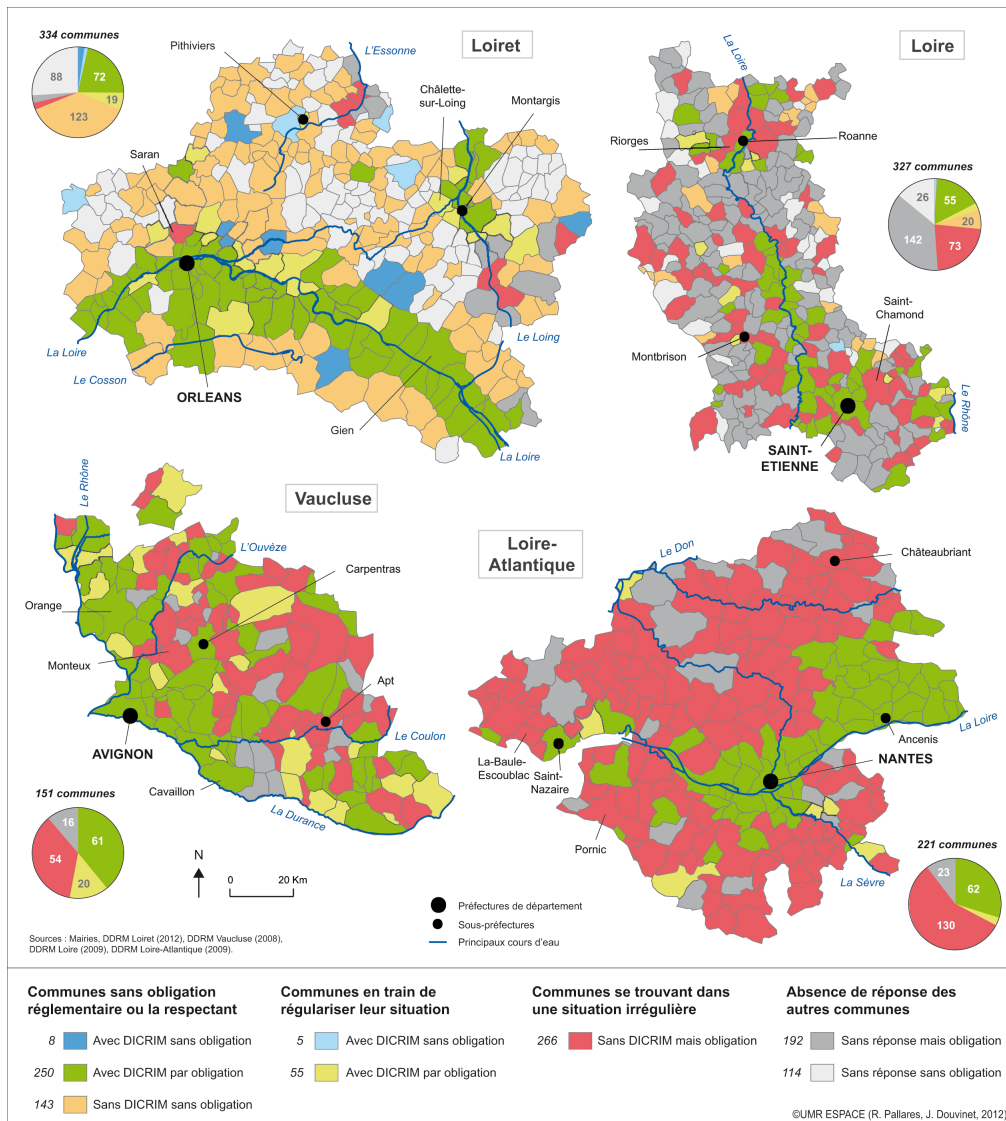 334 communes
88
72
19
123
Pithiviers
L'Essonne
Loiret
Châlette-
sur-Loing
Montargis
Saran
La Loire
Le Cosson
ORLEANS
Gien
Le Loing
La Loire
La Loire
Loire
Riorges
Roanne
327 communes
26
55
20
142
73
Saint-
Chamond
Montbrison
Le Rhône
SAINT-
ETIENNE
Le Rhône
Vaucluse
L'Ouvèze
Carpentras
Orange
Monteux
Apt
AVIGNON
Le Coulon
Cavaillon
La Durance
151 communes
16
61
54
20
N
0 20 Km
Loire-
Atlantique
Le Don
Châteaubriant
La Loire
Ancenis
NANTES
La-Baule-
Escoublac
Saint-
Nazaire
Pornic
La Sèvre
221 communes
23
62
130
Préfectures de département
Sous-préfectures
Principaux cours d'eau
Sources : Mairies, DDRM Loiret (2012), DDRM Vaucluse (2008),
DDRM Loire (2009), DDRM Loire-Atlantique (2009).
Communes sans obligation
réglementaire ou la respectant
8 Avec DICRIM sans obligation
250 Avec DICRIM par obligation
143 Sans DICRIM sans obligation
Communes en train de
régulariser leur situation
5 Avec DICRIM sans obligation
55 Avec DICRIM par obligation
Communes se trouvant dans
une situation irrégulière
266 Sans DICRIM mais obligation
Absence de réponse des
autres communes
192 Sans réponse mais obligation
114 Sans réponse sans obligation
©UMR ESPACE (R. Pallares, J. Douvinet, 2012)